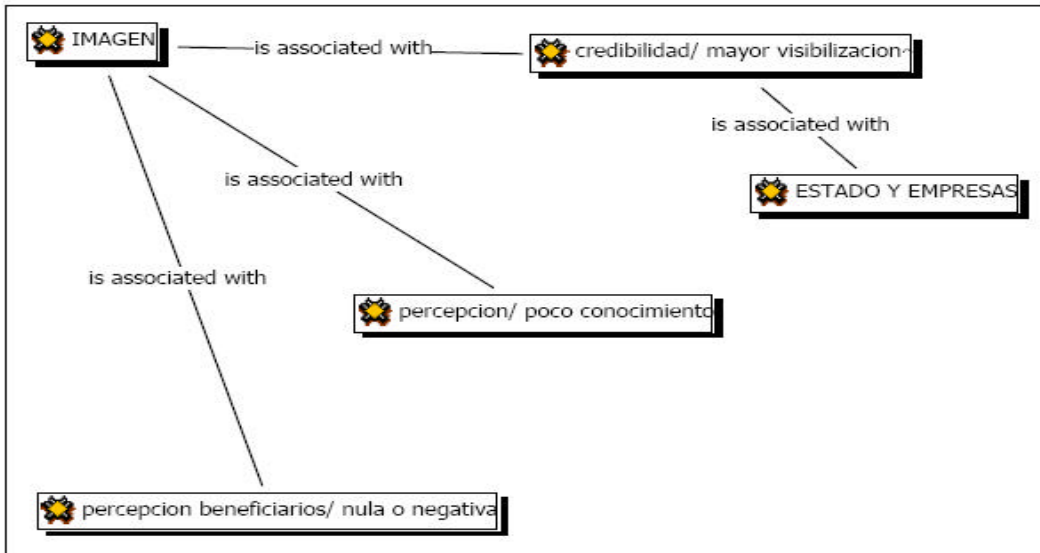 IMAGEN
is associated with
credibilidad/ mayor visibilizacion~
is associated with
ESTADO Y EMPRESAS
is associated with
is associated with
percepcion/ poco conocimiento
percepcion beneficiarios/ nula o negativa